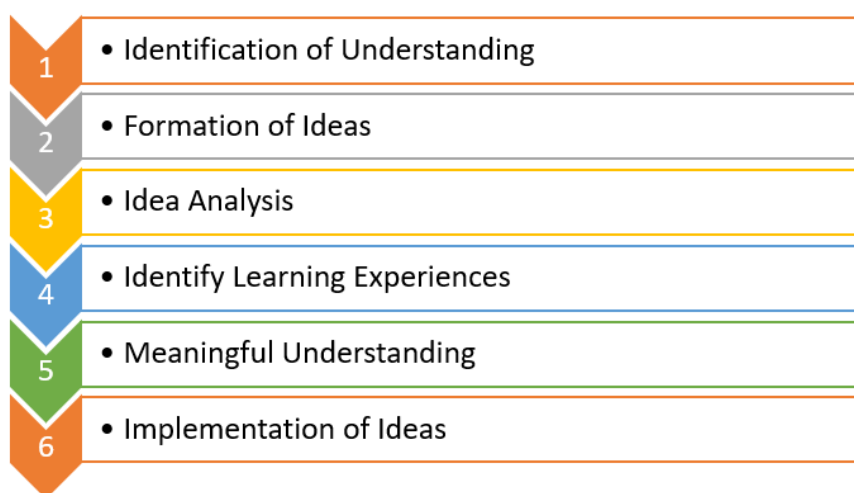 1 • Identification of Understanding
2 • Formation of Ideas
3 • Idea Analysis
4 • Identify Learning Experiences
5 • Meaningful Understanding
6 • Implementation of Ideas